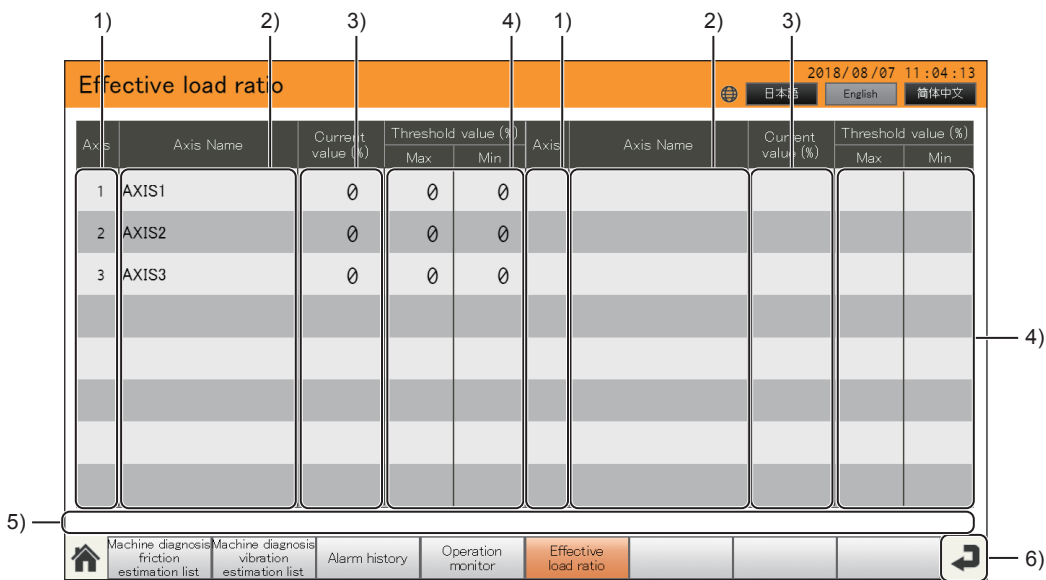 1) 2) 3) 4) 1) 2) 3)
2018/08/07 11:04:13
Effective load ratio
日本語 English 简体中文
Axis Axis Name Current value (%) Threshold value (%) Axis Axis Name Current value (%) Threshold value (%)
Max Min Max Min
1 AXIS1 0 0 0
2 AXIS2 0 0 0
3 AXIS3 0 0 0
4)
5)
Machine diagnosis friction estimation list
Machine diagnosis vibration estimation list
Alarm history
Operation monitor
Effective load ratio
6)